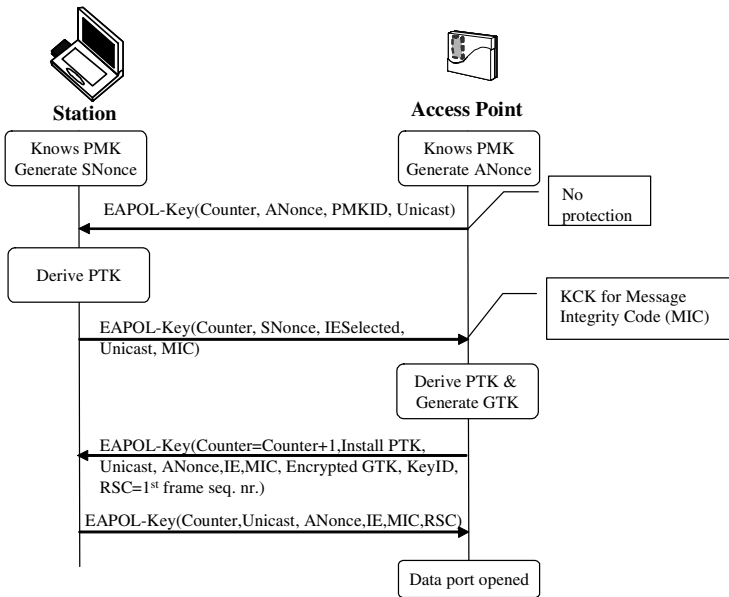 Station
Access Point
Knows PMK
Generate SNonce
Knows PMK
Generate ANonce
EAPOL-Key(Counter, ANonce, PMKID, Unicast)
No
protection
Derive PTK
EAPOL-Key(Counter, SNonce, IESelected,
Unicast, MIC)
KCK for Message
Integrity Code (MIC)
Derive PTK &
Generate GTK
EAPOL-Key(Counter=Counter+1,Install PTK,
Unicast, ANonce,IE,MIC, Encrypted GTK, KeyID,
RSC=1st frame seq. nr.)
EAPOL-Key(Counter,Unicast, ANonce,IE,MIC,RSC)
Data port opened